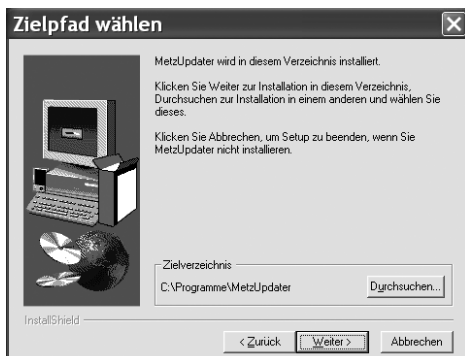 Zielpfad wählen
MetzUpdater wird in diesem Verzeichnis installiert.
Klicken Sie Weiter zur Installation in diesem Verzeichnis,
Durchsuchen zur Installation in einem anderen und wählen Sie
dieses.
Klicken Sie Abbrechen, um Setup zu beenden, wenn Sie
MetzUpdater nicht installieren.
Zielverzeichnis
C:\Programme\MetzUpdater
Durchsuchen...
InstallShield
< Zurück
Weiter >
Abbrechen